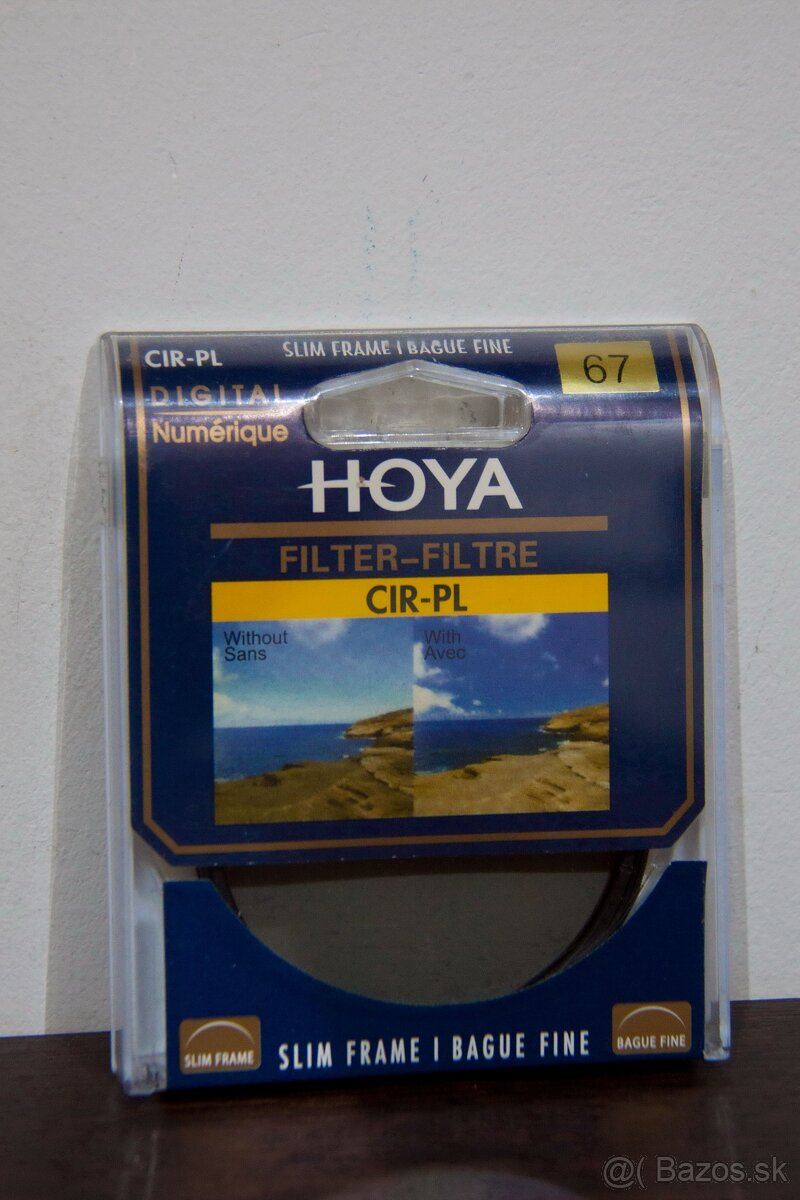 CIR-PL
SLIM FRAME | BAGUE FINE
67
DIGITAL
Numérique
HOYA
FILTER-FILTRE
CIR-PL
Without
Sans
With
Avec
SLIM FRAME
SLIM FRAME | BAGUE FINE
BAGUE FINE
@( Bazos.sk